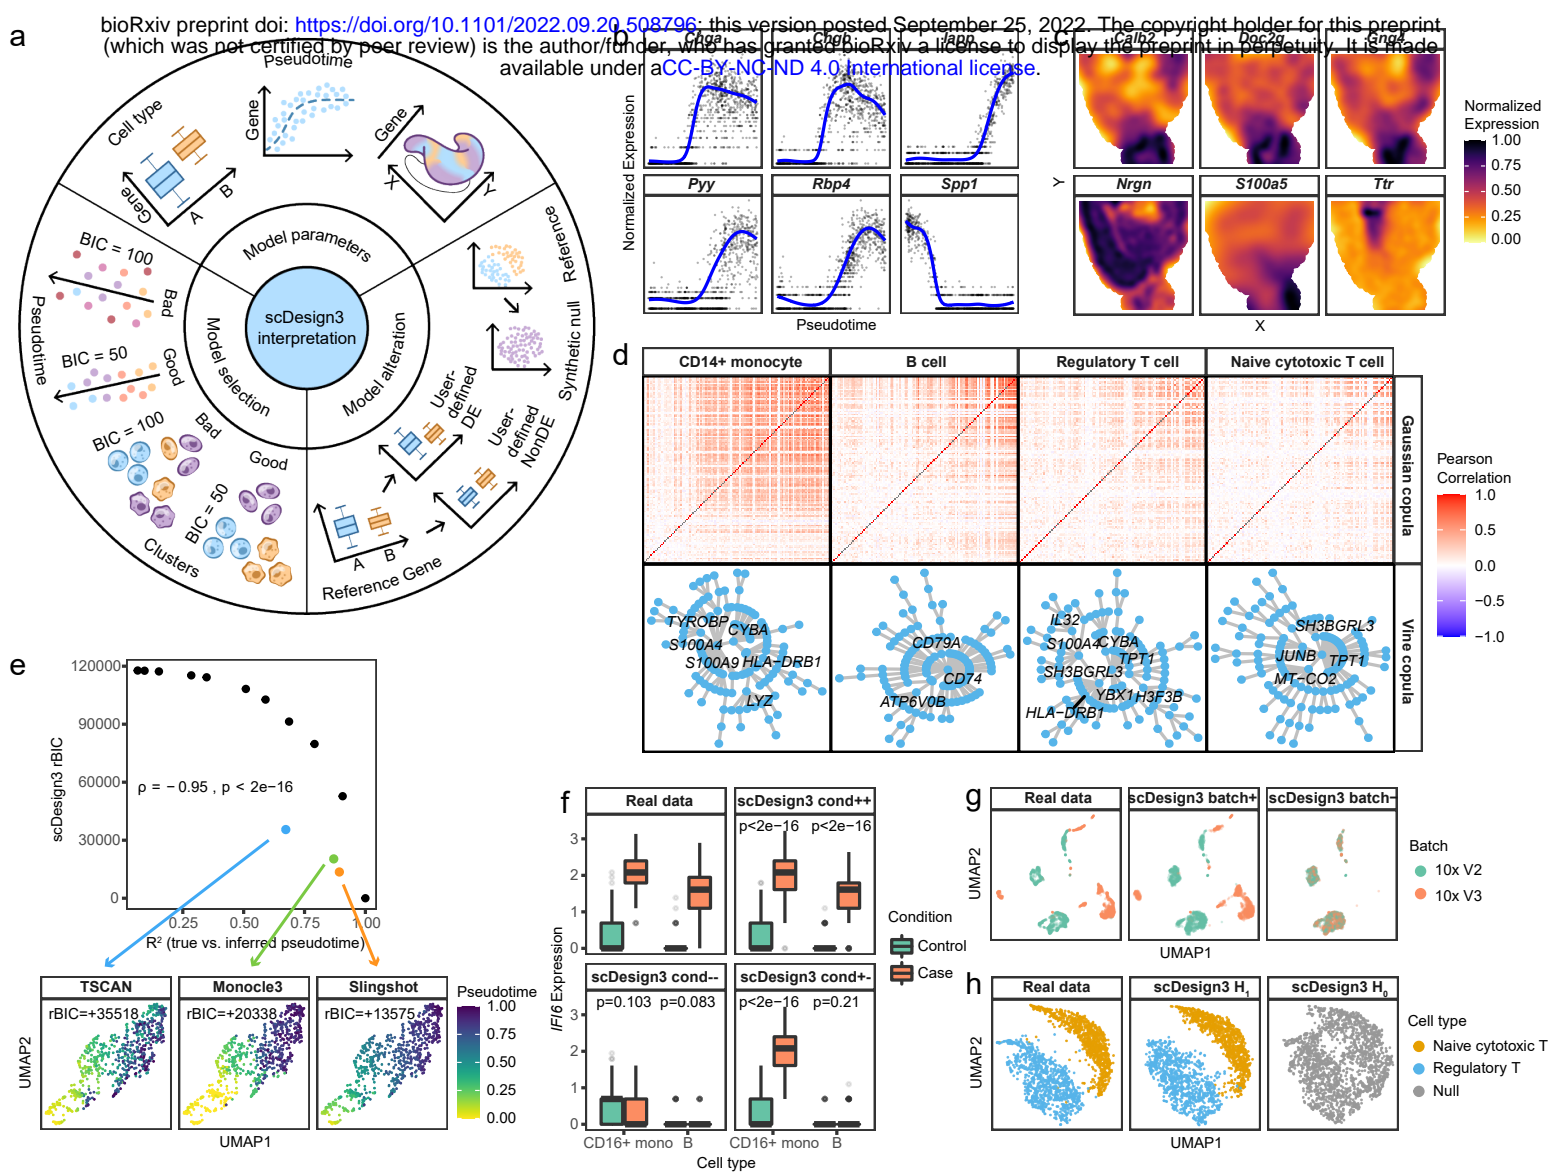 bioRxiv preprint doi: https://doi.org/10.1101/2022.09.20.508796; this version posted September 25, 2022. The copyright holder for this preprint
(which was not certified by peer review) is the author/funder, who has granted bioRxiv a license to display the preprint in perpetuity. It is made
available under aCC-BY-NC-ND 4.0 International license.
a
Pseudotime
Gene
Cell type
Gene
A
B
Gene
X
Y
Model parameters
scDesign3
interpretation
Model selection
Model alteration
BIC = 100
Bad
BIC = 50
Good
Pseudotime
BIC = 100
Bad
BIC = 50
Good
Clusters
Reference
Synthetic null
User-
defined
DE
User-
defined
NonDE
A
B
Reference Gene
b
Chga
Chgb
Iapp
Pyy
Rbp4
Spp1
Normalized Expression
Pseudotime
c
Calb2
Doc2g
Gng4
Nrgn
S100a5
Ttr
Y
X
Normalized
Expression
1.00
0.75
0.50
0.25
0.00
d
CD14+ monocyte
B cell
Regulatory T cell
Naive cytotoxic T cell
Gaussian copula
Vine copula
TYROBP
CYBA
S100A4
S100A9
HLA−DRB1
LYZ
CD79A
CD74
ATP6V0B
IL32
S100A4
CYBA
TPT1
SH3BGRL3
YBX1
H3F3B
HLA−DRB1
SH3BGRL3
JUNB
TPT1
MT−CO2
Pearson
Correlation
1.0
0.5
0.0
−0.5
−1.0
e
scDesign3 rBIC
120000
90000
60000
30000
0
ρ = −0.95 , p < 2e−16
0.25
0.50
0.75
1.00
R² (true vs. inferred pseudotime)
TSCAN
Monocle3
Slingshot
rBIC=+35518
rBIC=+20338
rBIC=+13575
UMAP2
UMAP1
Pseudotime
1.00
0.75
0.50
0.25
0.00
f
Real data
scDesign3 cond++
p<2e−16
p<2e−16
scDesign3 cond--
scDesign3 cond+-
p=0.103
p=0.083
p<2e−16
p=0.21
3
2
1
0
3
2
1
0
IFI6 Expression
CD16+ mono
B
CD16+ mono
B
Cell type
Condition
Control
Case
g
Real data
scDesign3 batch+
scDesign3 batch−
UMAP2
UMAP1
Batch
10x V2
10x V3
h
Real data
scDesign3 H1
scDesign3 H0
UMAP2
UMAP1
Cell type
Naive cytotoxic T
Regulatory T
Null